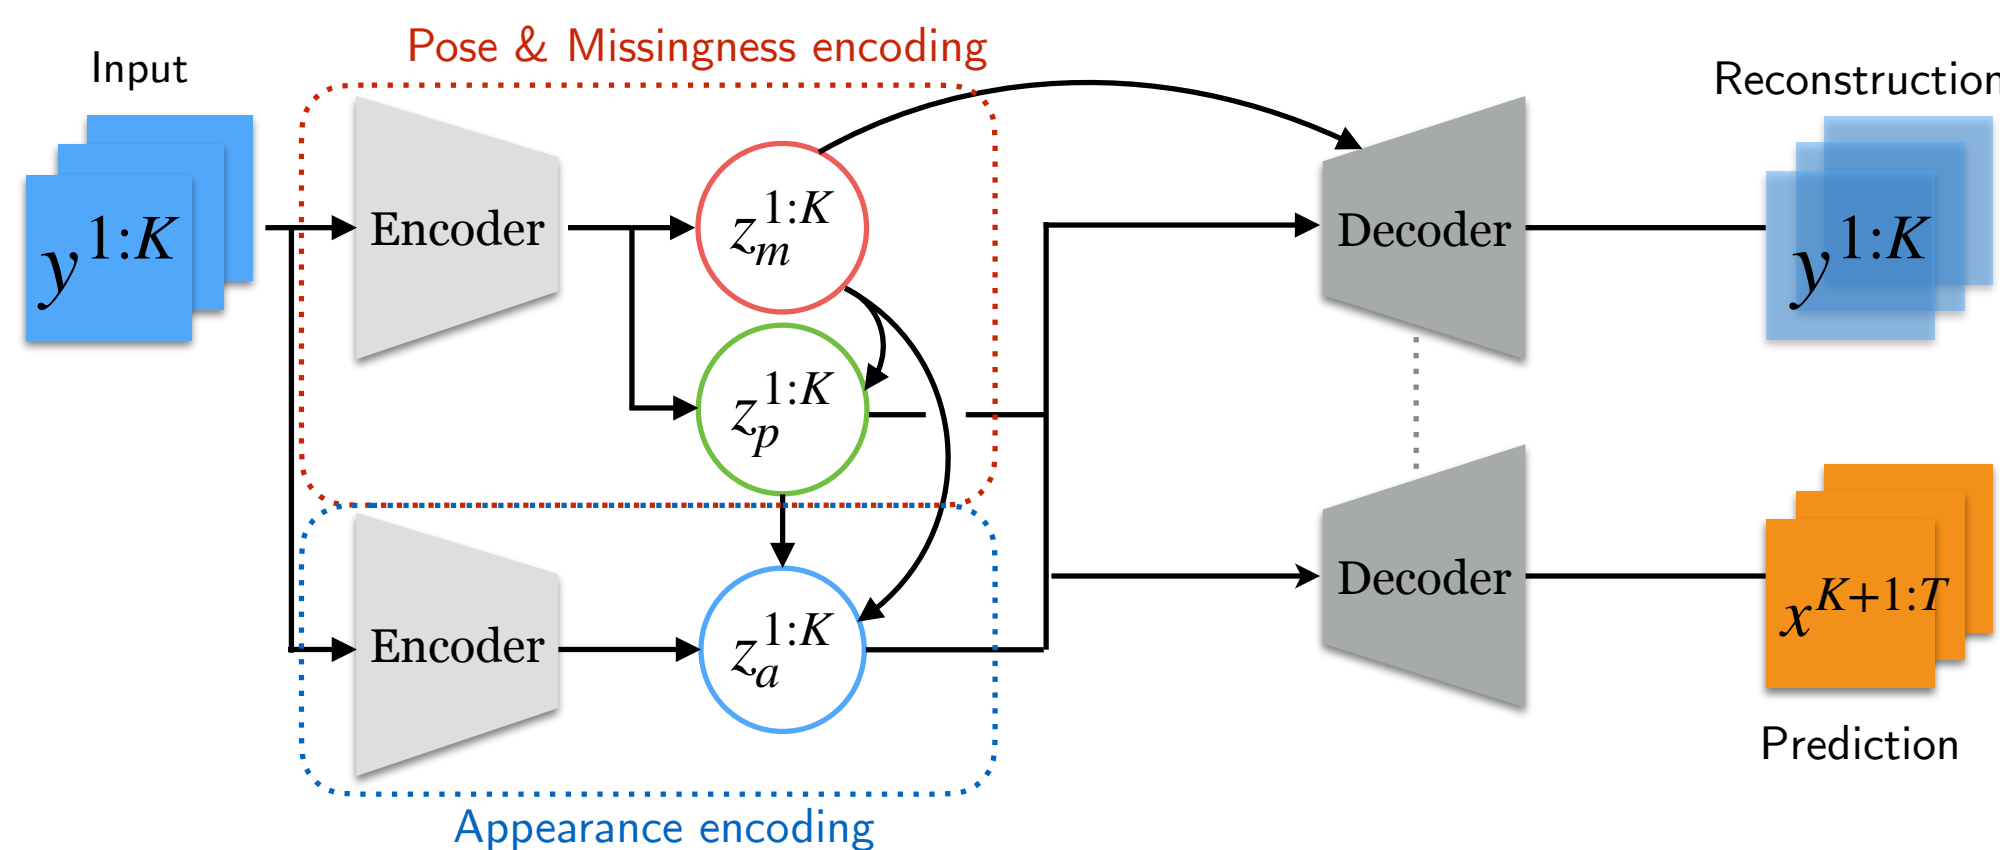 Pose & Missingness encoding
Input
Reconstruction
y^{1:K}
Encoder
z_m^{1:K}
Decoder
y^{1:K}
z_p^{1:K}
Encoder
z_a^{1:K}
Decoder
x^{K+1:T}
Prediction
Appearance encoding